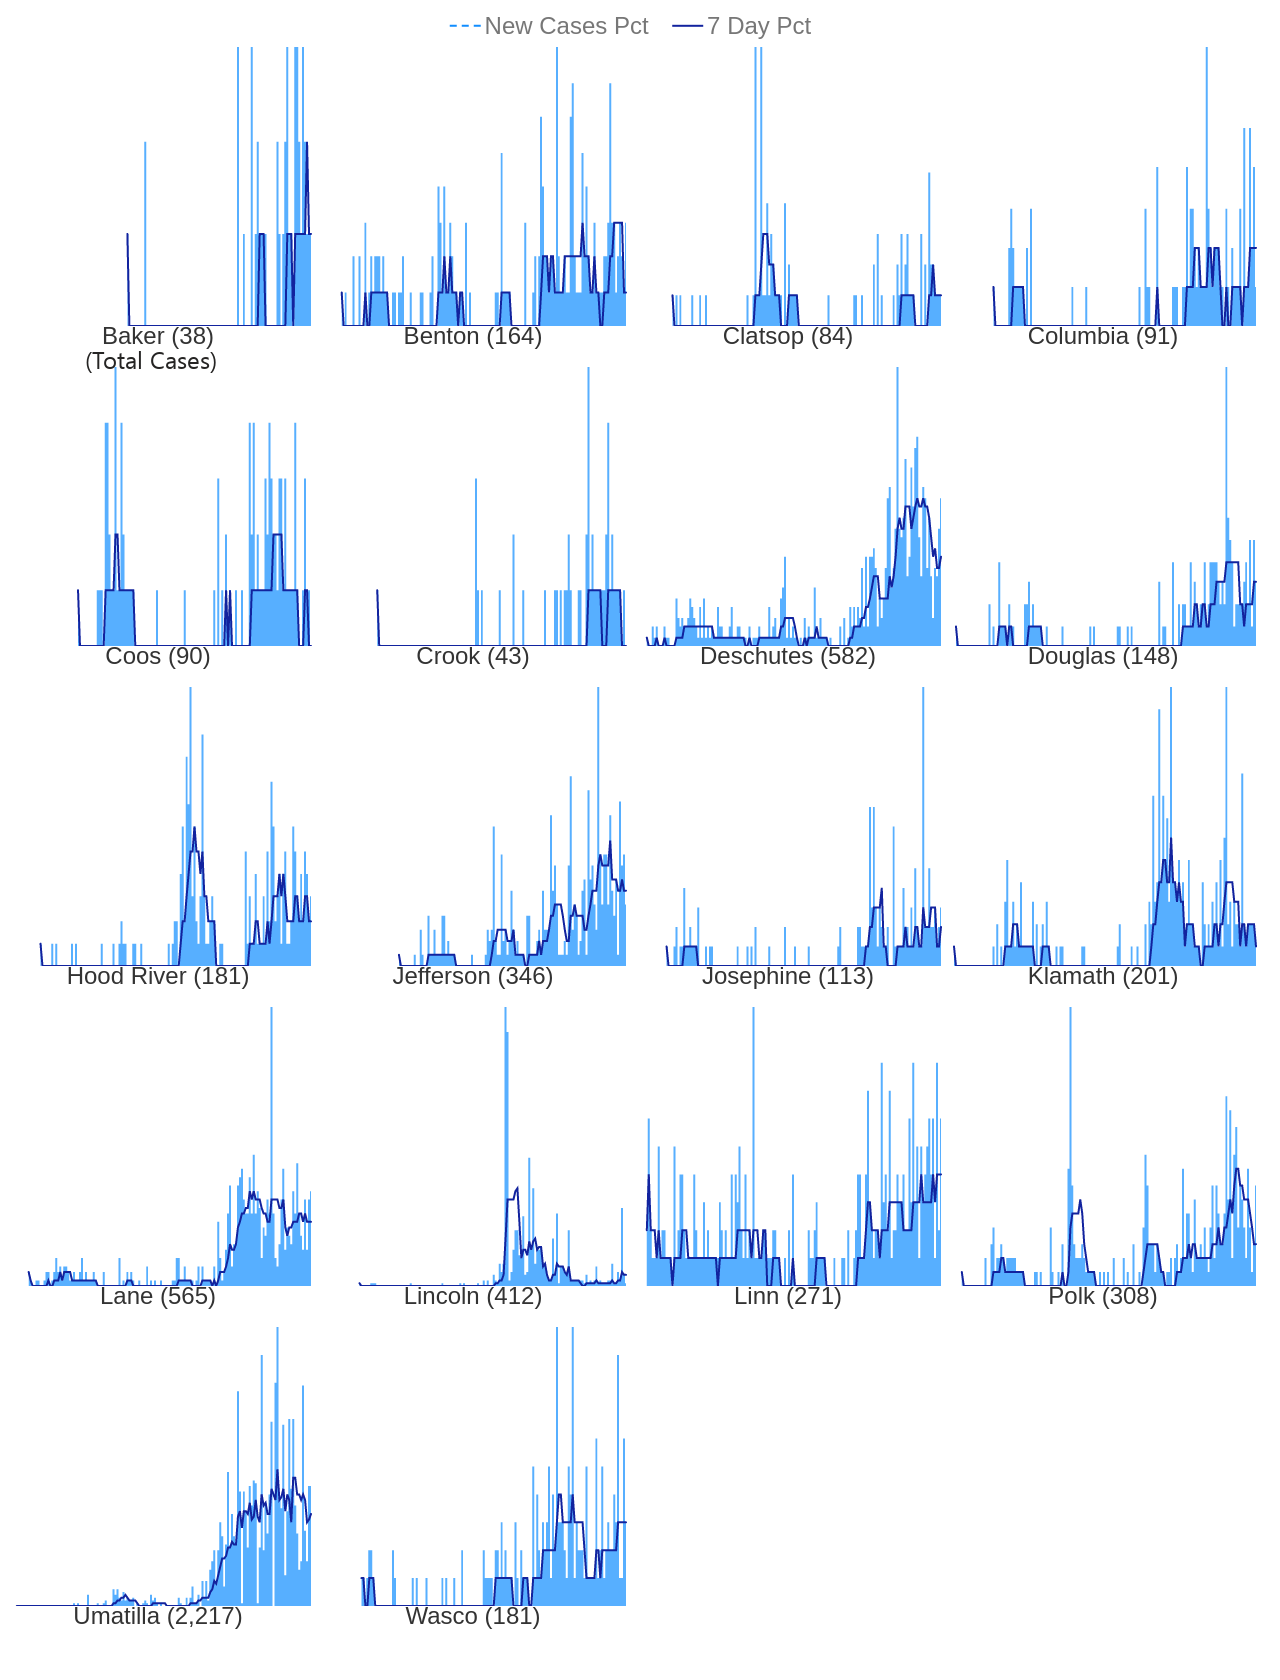 New Cases Pct 7 Day Pct
Baker (38) Benton (164) Clatsop (84) Columbia (91)
(Total Cases)
Coos (90) Crook (43) Deschutes (582) Douglas (148)
Hood River (181) Jefferson (346) Josephine (113) Klamath (201)
Lane (565) Lincoln (412) Linn (271) Polk (308)
Umatilla (2,217) Wasco (181)